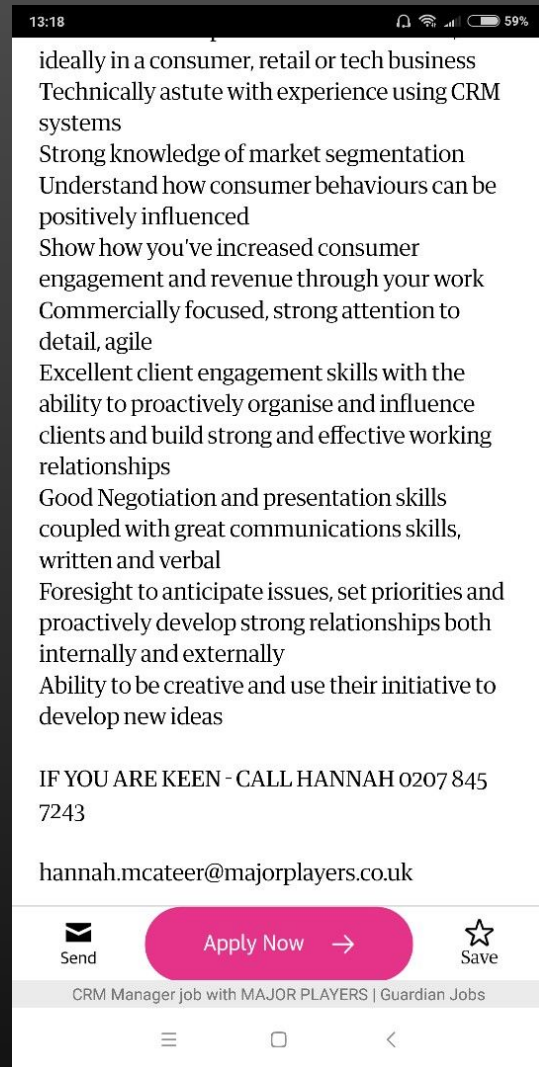 13:18
59%
ideally in a consumer, retail or tech business
Technically astute with experience using CRM
systems
Strong knowledge of market segmentation
Understand how consumer behaviours can be
positively influenced
Show how you've increased consumer
engagement and revenue through your work
Commercially focused, strong attention to
detail, agile
Excellent client engagement skills with the
ability to proactively organise and influence
clients and build strong and effective working
relationships
Good Negotiation and presentation skills
coupled with great communications skills,
written and verbal
Foresight to anticipate issues, set priorities and
proactively develop strong relationships both
internally and externally
Ability to be creative and use their initiative to
develop new ideas
IF YOU ARE KEEN - CALL HANNAH 0207 845
7243
hannah.mcateer@majorplayers.co.uk
Send
Apply Now →
Save
CRM Manager job with MAJOR PLAYERS | Guardian Jobs